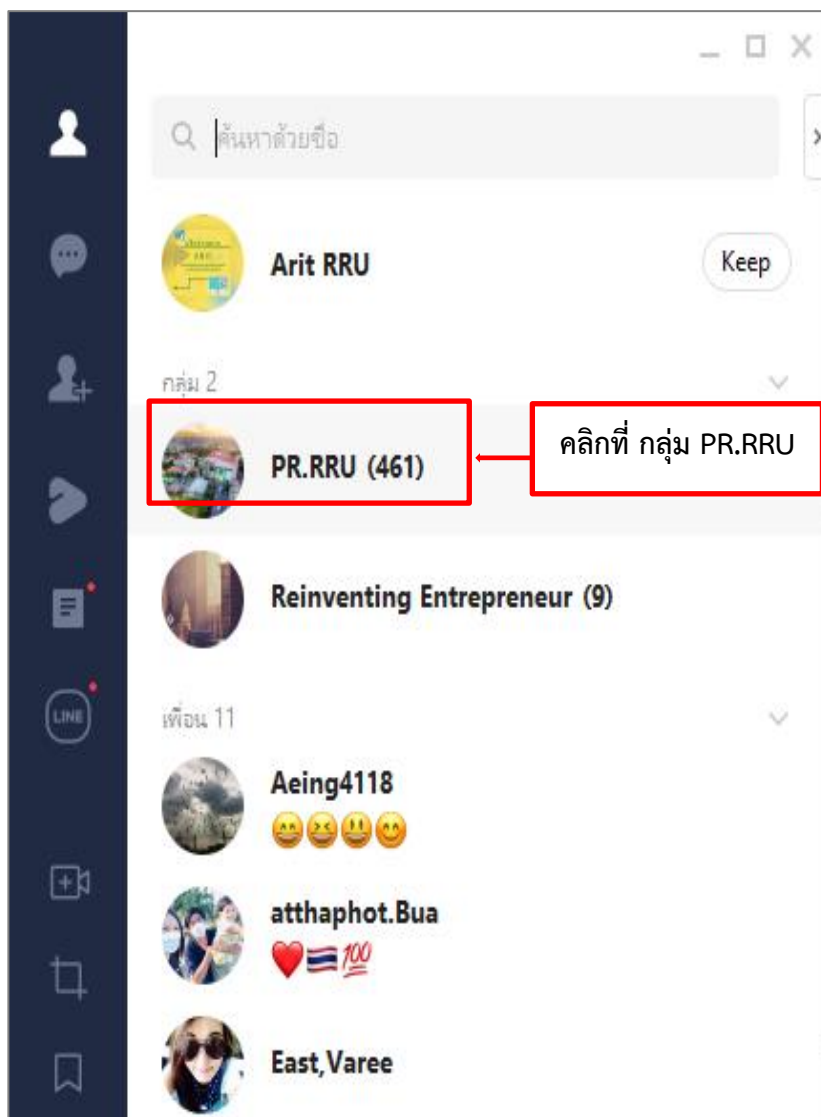 ค้นหาด้วยชื่อ
Arit RRU
Keep
กลุ่ม 2
PR.RRU (461)
คลิกที่ กลุ่ม PR.RRU
Reinventing Entrepreneur (9)
LINE
เพื่อน 11
Aeing4118
😄😆😃😊
atthaphot.Bua
❤️🇹🇭💯
East,Varee